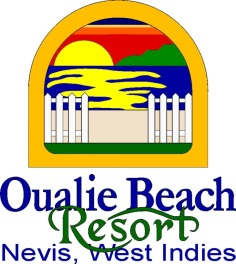 Oualie Beach
Resort
Nevis, West Indies